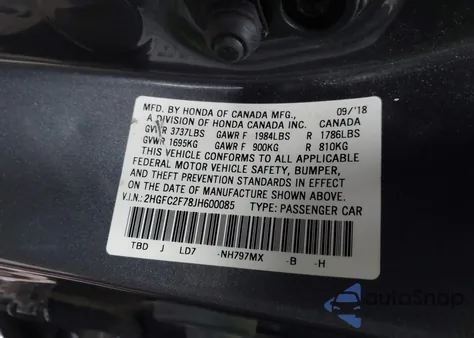 MFD. BY HONDA OF CANADA MFG., 09/'18
A DIVISION OF HONDA CANADA INC. CANADA
GVWR 3737LBS GAWR F 1984LBS R 1786LBS
GVWR 1695KG GAWR F 900KG R 810KG
THIS VEHICLE CONFORMS TO ALL APPLICABLE
FEDERAL MOTOR VEHICLE SAFETY, BUMPER,
AND THEFT PREVENTION STANDARDS IN EFFECT
ON THE DATE OF MANUFACTURE SHOWN ABOVE.
V.I.N.: 2HGFC2F78JH600085 TYPE: PASSENGER CAR
TBD J LD7 -NH797MX -B -H
autoSnap